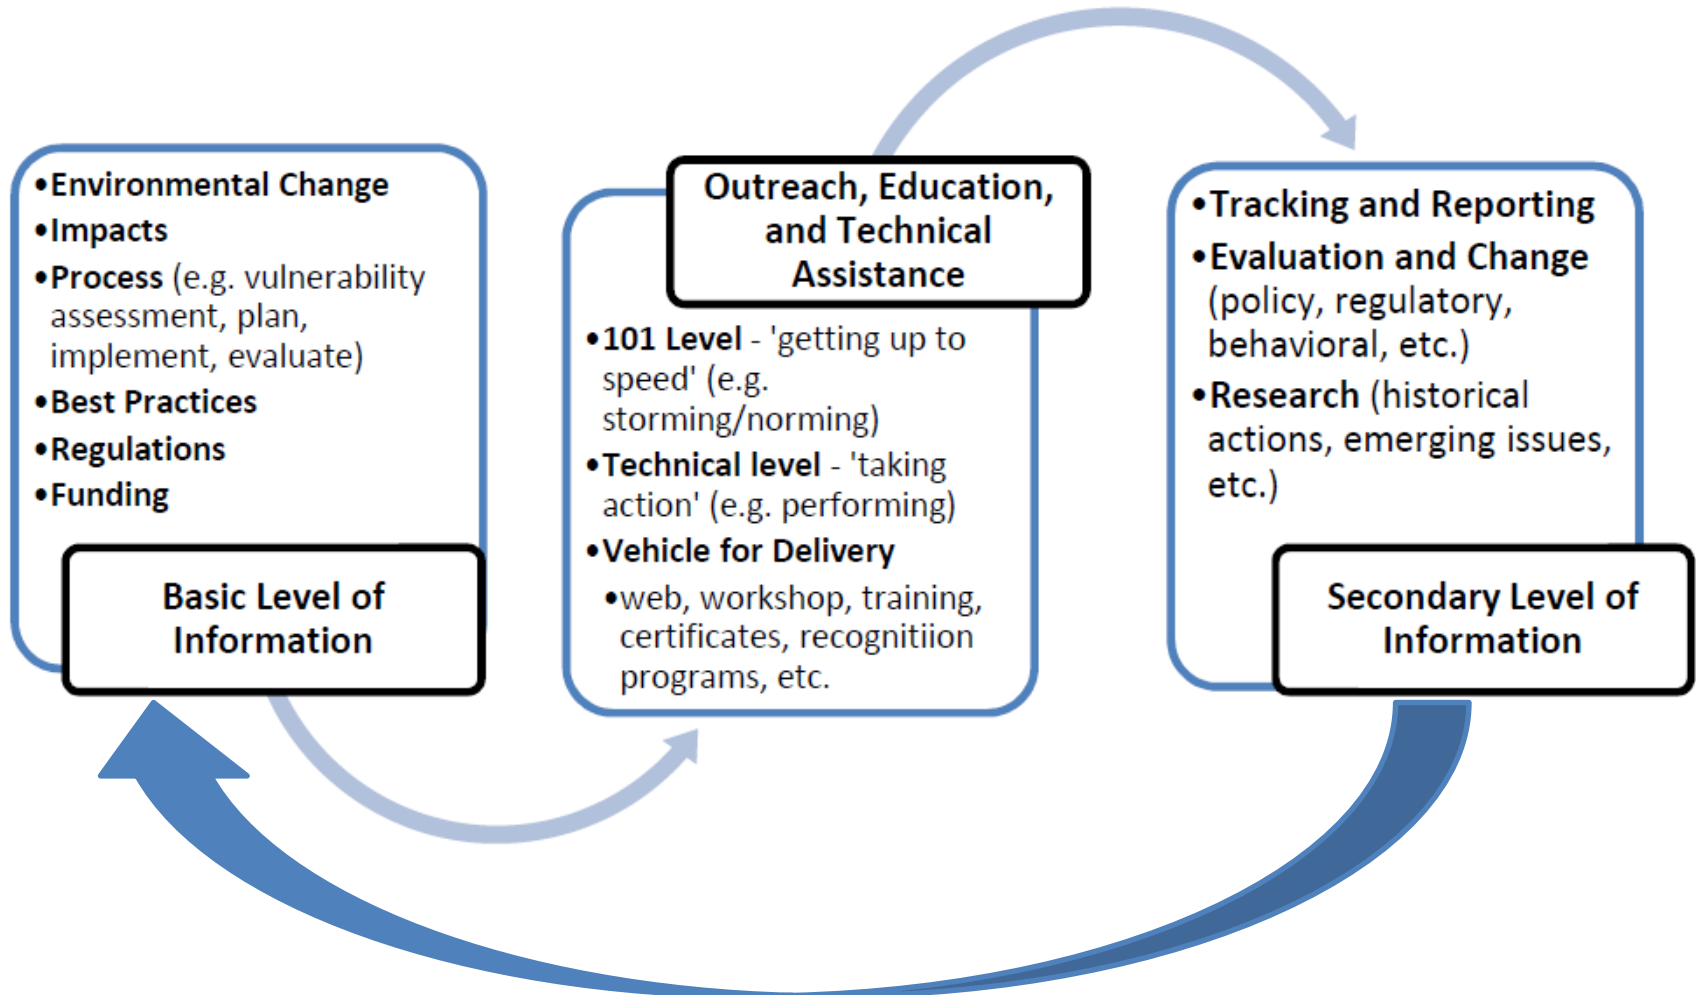 •Environmental Change
•Impacts
•Process (e.g. vulnerability
assessment, plan,
implement, evaluate)
•Best Practices
•Regulations
•Funding
Basic Level of
Information
Outreach, Education,
and Technical
Assistance
•101 Level - 'getting up to
speed' (e.g.
storming/norming)
•Technical level - 'taking
action' (e.g. performing)
•Vehicle for Delivery
•web, workshop, training,
certificates, recognitiion
programs, etc.
•Tracking and Reporting
•Evaluation and Change
(policy, regulatory,
behavioral, etc.)
•Research (historical
actions, emerging issues,
etc.)
Secondary Level of
Information